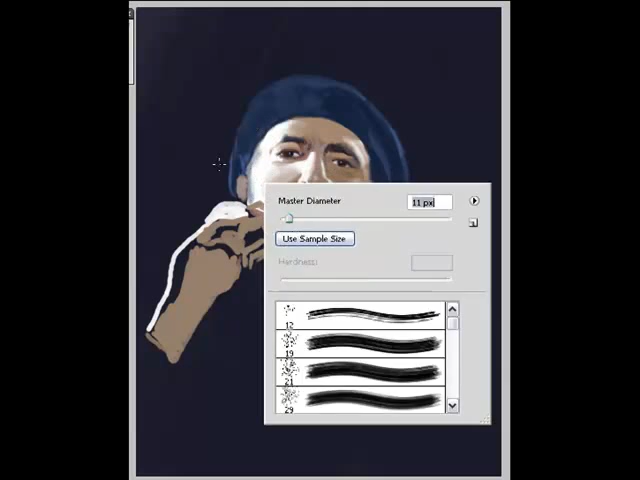 Master Diameter
11 px
Use Sample Size
Hardness:
12
19
21
29